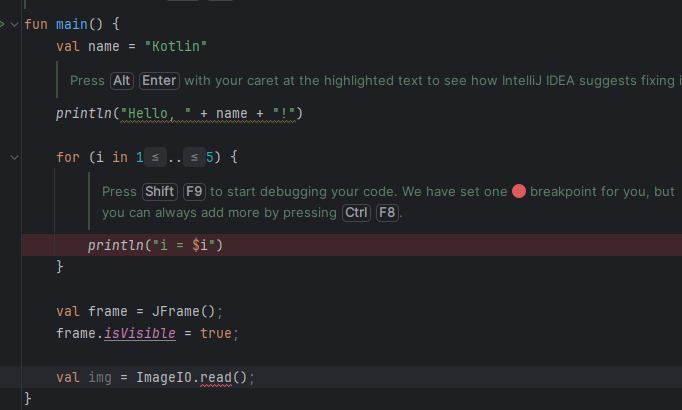 fun main() {
val name = "Kotlin"
Press Alt Enter with your caret at the highlighted text to see how IntelliJ IDEA suggests fixing
println("Hello, " + name + "!")
for (i in 1 ≤ .. ≤ 5) {
Press Shift F9 to start debugging your code. We have set one breakpoint for you, but
you can always add more by pressing Ctrl F8.
println("i = $i")
}
val frame = JFrame();
frame.isVisible = true;
val img = ImageIO.read();
}